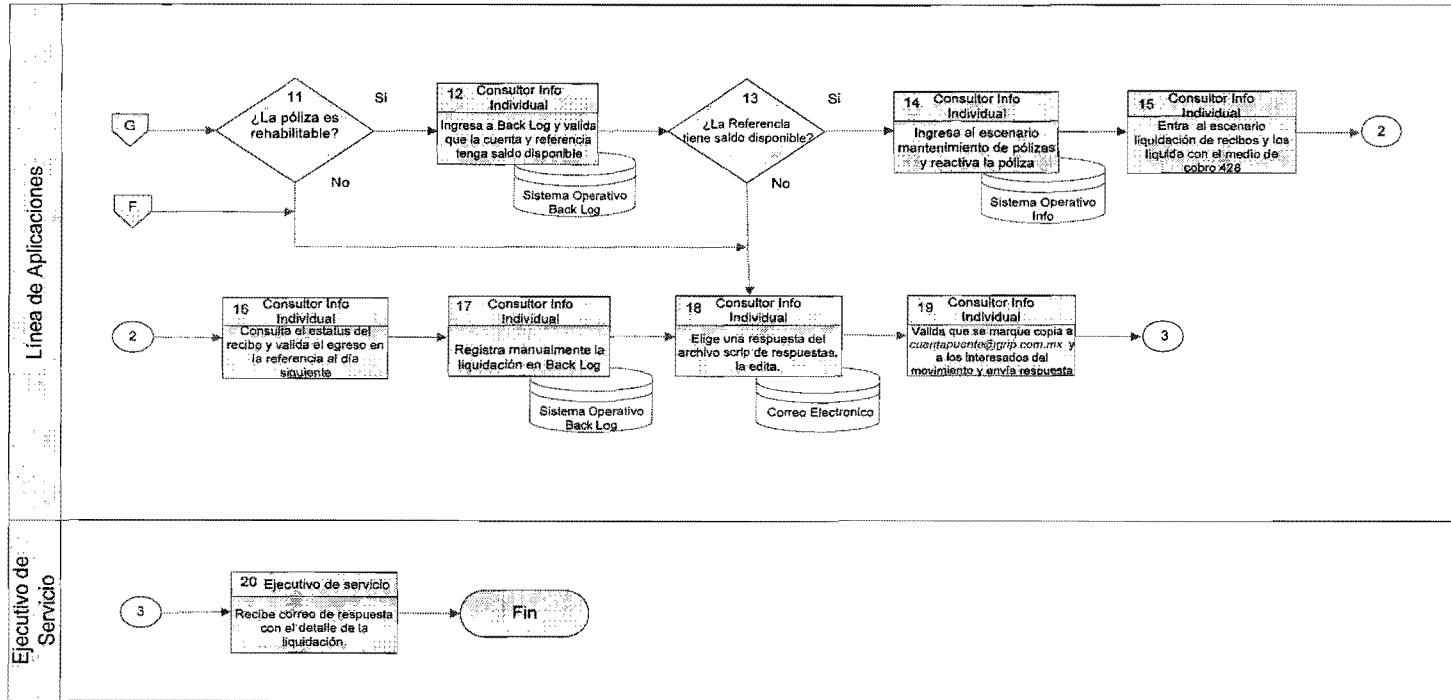 Línea de Aplicaciones
G
11
¿La póliza es
rehabilitable?
Si
No
12 Consultor Info
Individual
Ingresa a Back Log y valida
que la cuenta y referencia
tenga saldo disponible
Sistema Operativo
Back Log
13
¿La Referencia
tiene saldo disponible?
Si
No
14 Consultor Info
Individual
Ingresa al escenario
mantenimiento de pólizas
y reactiva la póliza
Sistema Operativo
Info
15 Consultor Info
Individual
Entra al escenario
liquidación de recibos y los
liquida con el medio de
cobro 428
2
F
2
16 Consultor Info
Individual
Consulta el estatus del
recibo y valida el egreso en
la referencia al día
siguiente
17 Consultor Info
Individual
Registra manualmente la
liquidación en Back Log
Sistema Operativo
Back Log
18 Consultor Info
Individual
Elige una respuesta del
archivo scrip de respuestas,
la edita.
Correo Electronico
19 Consultor Info
Individual
Valida que se marque copia a
cuentapuente@grip.com.mx y
a los interesados del
movimiento y envía respuesta
3
Ejecutivo de
Servicio
3
20 Ejecutivo de servicio
Recibe correo de respuesta
con el detalle de la
liquidación.
Fin